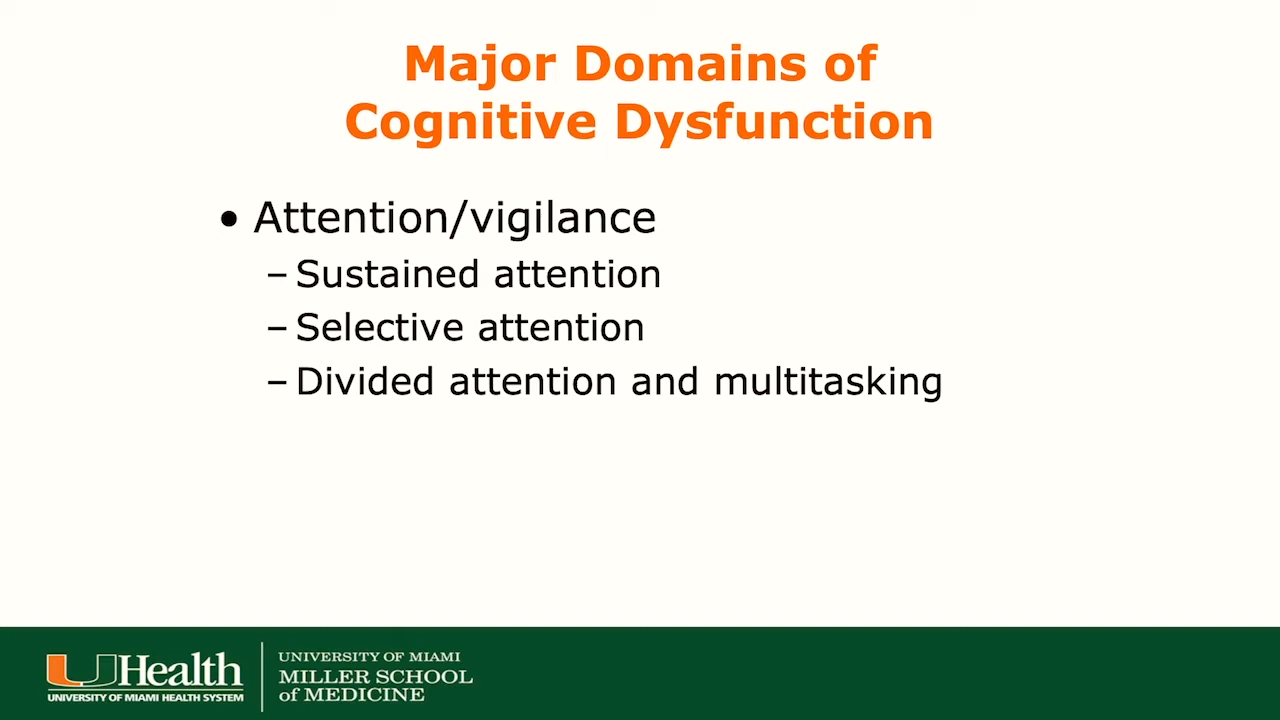 Major Domains of
Cognitive Dysfunction
• Attention/vigilance
– Sustained attention
– Selective attention
– Divided attention and multitasking
UHealth
UNIVERSITY OF MIAMI HEALTH SYSTEM
UNIVERSITY OF MIAMI
MILLER SCHOOL
of MEDICINE